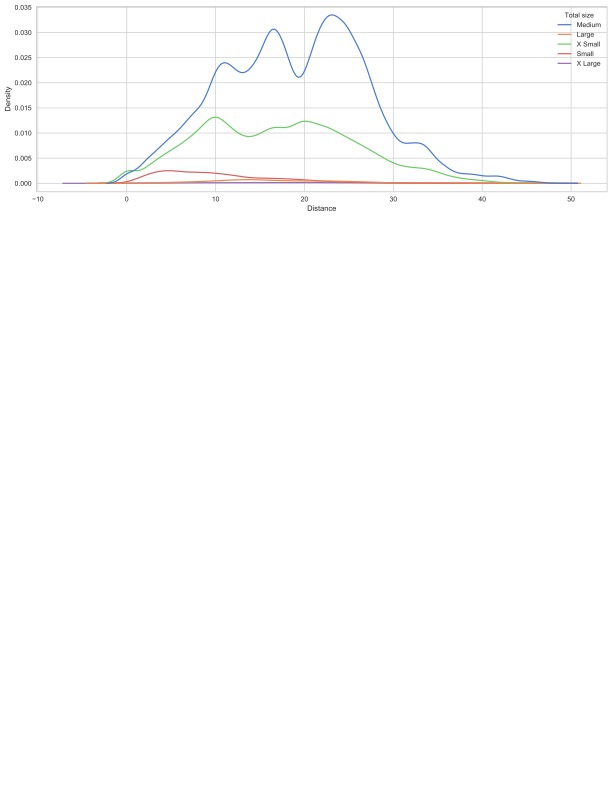 0.035
0.030
0.025
0.020
0.015
0.010
0.005
0.000
Density
−10 0 10 20 30 40 50
Distance
Total size
Medium
Large
X Small
Small
X Large